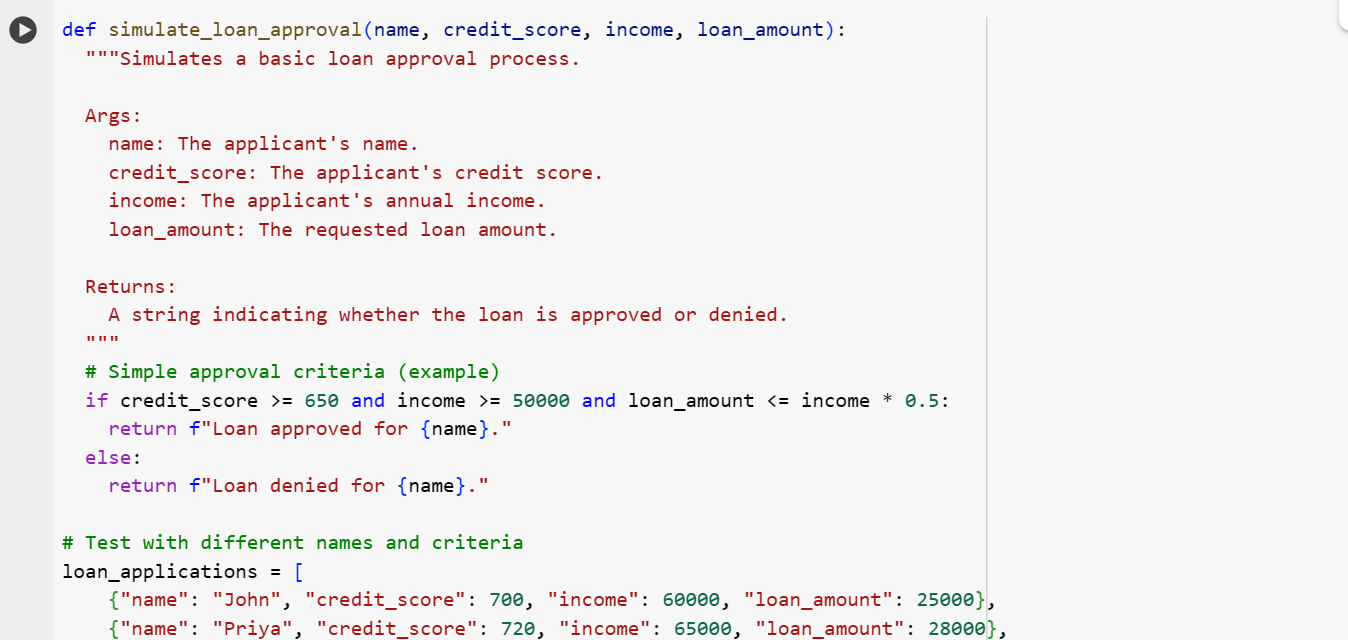 def simulate_loan_approval(name, credit_score, income, loan_amount):
  """Simulates a basic loan approval process.

  Args:
    name: The applicant's name.
    credit_score: The applicant's credit score.
    income: The applicant's annual income.
    loan_amount: The requested loan amount.

  Returns:
    A string indicating whether the loan is approved or denied.
  """
  # Simple approval criteria (example)
  if credit_score >= 650 and income >= 50000 and loan_amount <= income * 0.5:
    return f"Loan approved for {name}."
  else:
    return f"Loan denied for {name}."

# Test with different names and criteria
loan_applications = [
    {"name": "John", "credit_score": 700, "income": 60000, "loan_amount": 25000},
    {"name": "Priya", "credit_score": 720, "income": 65000, "loan_amount": 28000},